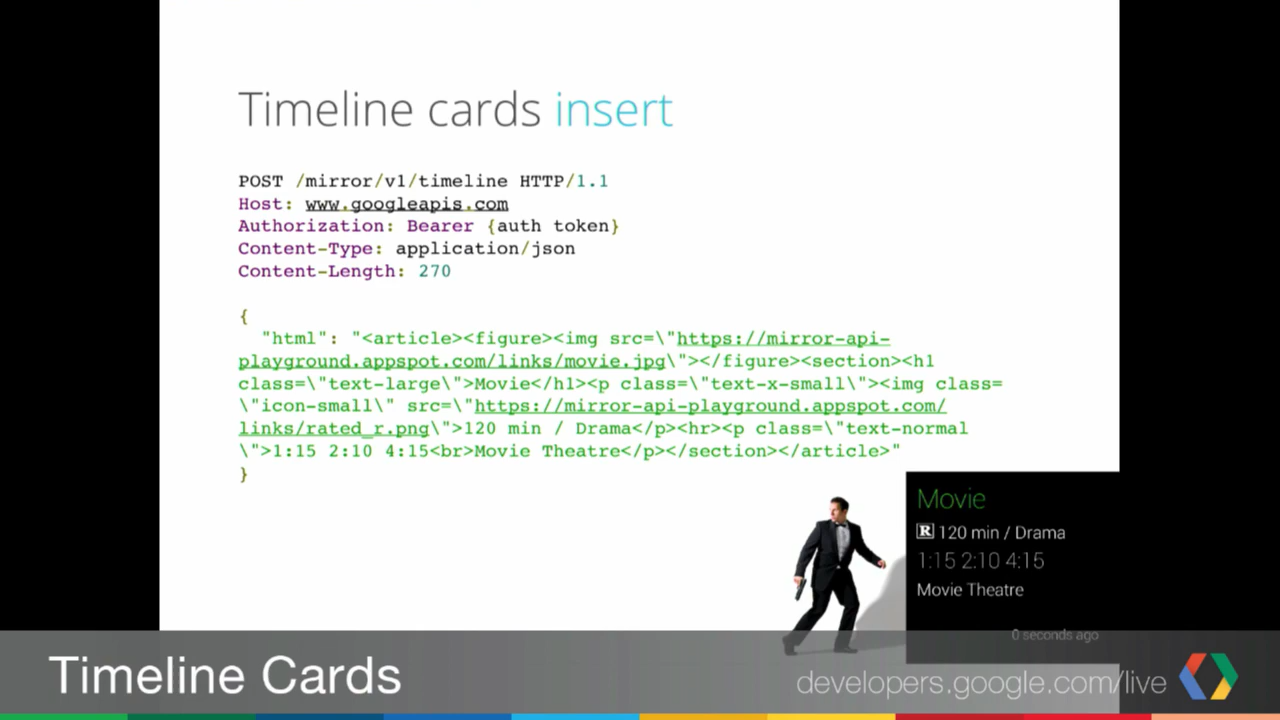 Timeline cards insert
POST /mirror/v1/timeline HTTP/1.1
Host: www.googleapis.com
Authorization: Bearer {auth token}
Content-Type: application/json
Content-Length: 270
{
"html": "<article><figure><img src=\"https://mirror-api-
playground.appspot.com/links/movie.jpg\"></figure><section><h1
class=\"text-large\">Movie</h1><p class=\"text-x-small\"><img class=
\"icon-small\" src=\"https://mirror-api-playground.appspot.com/
links/rated_r.png\">120 min / Drama</p><hr><p class=\"text-normal
\">1:15 2:10 4:15<br>Movie Theatre</p></section></article>"
}
Movie
R 120 min / Drama
1:15 2:10 4:15
Movie Theatre
0 seconds ago
Timeline Cards
developers.google.com/live